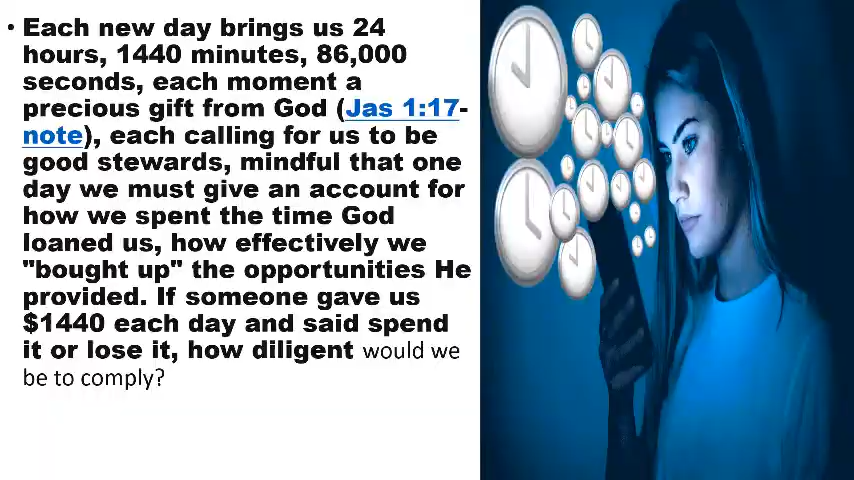 • Each new day brings us 24
hours, 1440 minutes, 86,000
seconds, each moment a
precious gift from God (Jas 1:17-
note), each calling for us to be
good stewards, mindful that one
day we must give an account for
how we spent the time God
loaned us, how effectively we
"bought up" the opportunities He
provided. If someone gave us
$1440 each day and said spend
it or lose it, how diligent would we
be to comply?